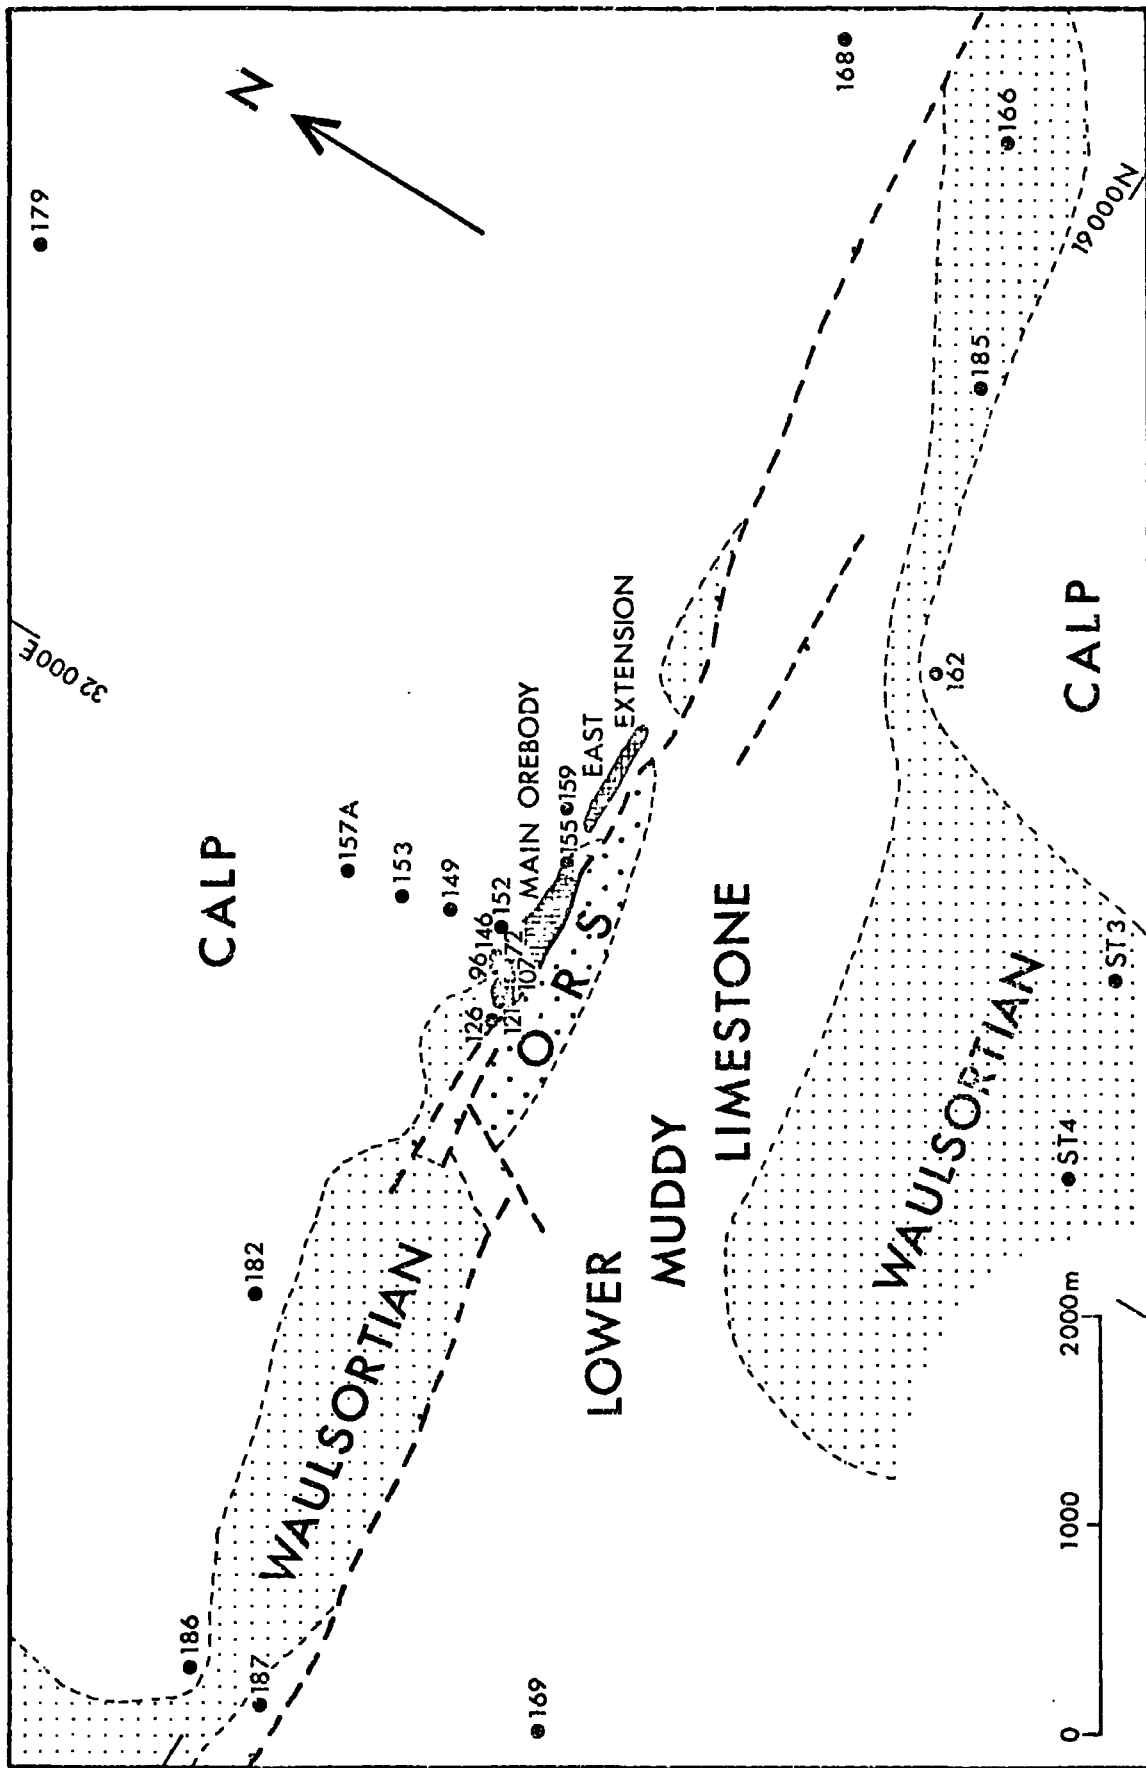 N
179
168
166
19000N
185
32000E
CALP
157A
153
149
152
146
96
72
107
121
126
MAIN OREBODY
155
159
EAST
EXTENSION
162
CALP
O R S
182
LOWER
MUDDY
LIMESTONE
WAULSORTIAN
WAULSORTIAN
ST3
ST4
186
187
169
0 1000 2000m